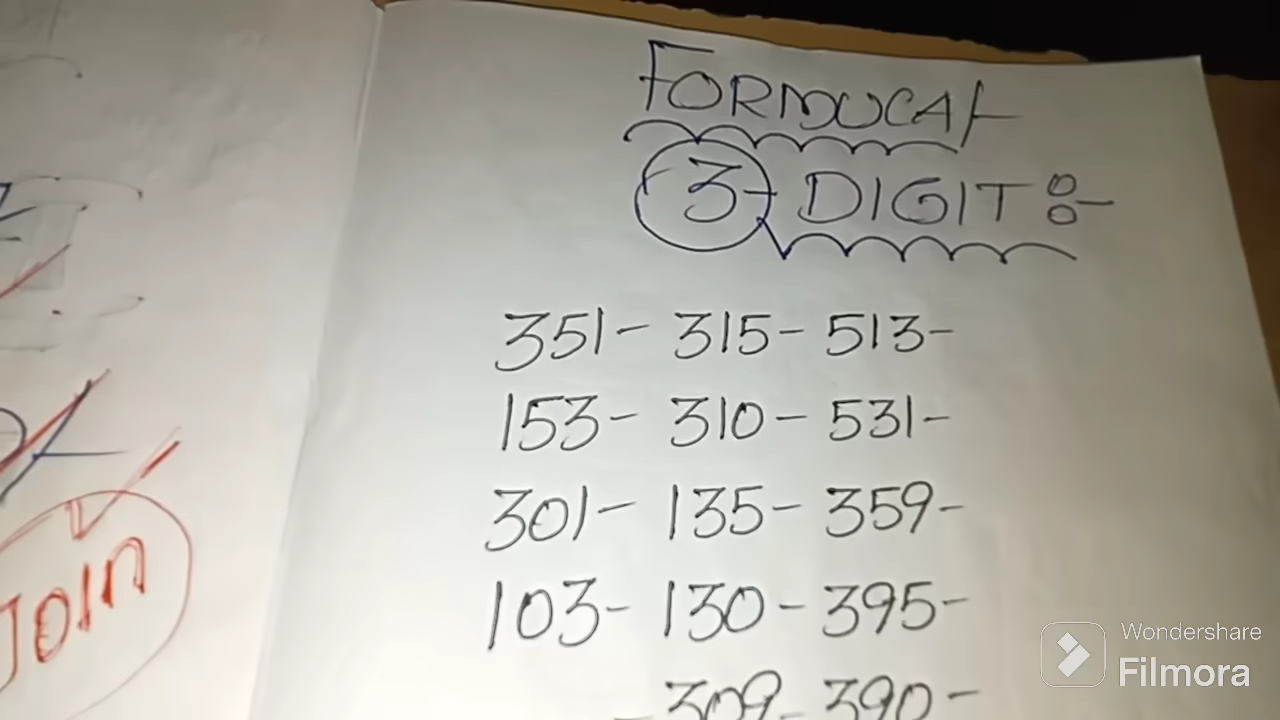 FORMUCAL
3- DIGIT :-
351- 315- 513-
153- 310- 531-
301- 135- 359-
103- 130- 395-
- 309- 390-
JOIN
Wondershare
Filmora